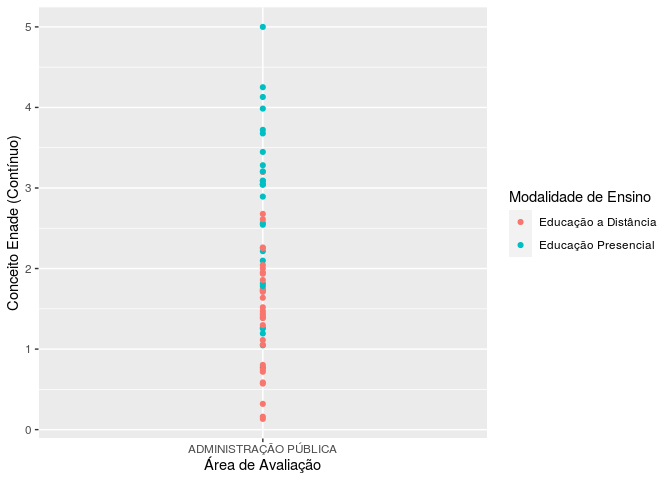 5
4
3
2
1
0
Conceito Enade (Contínuo)
ADMINISTRAÇÃO PÚBLICA
Área de Avaliação
Modalidade de Ensino
Educação a Distância
Educação Presencial